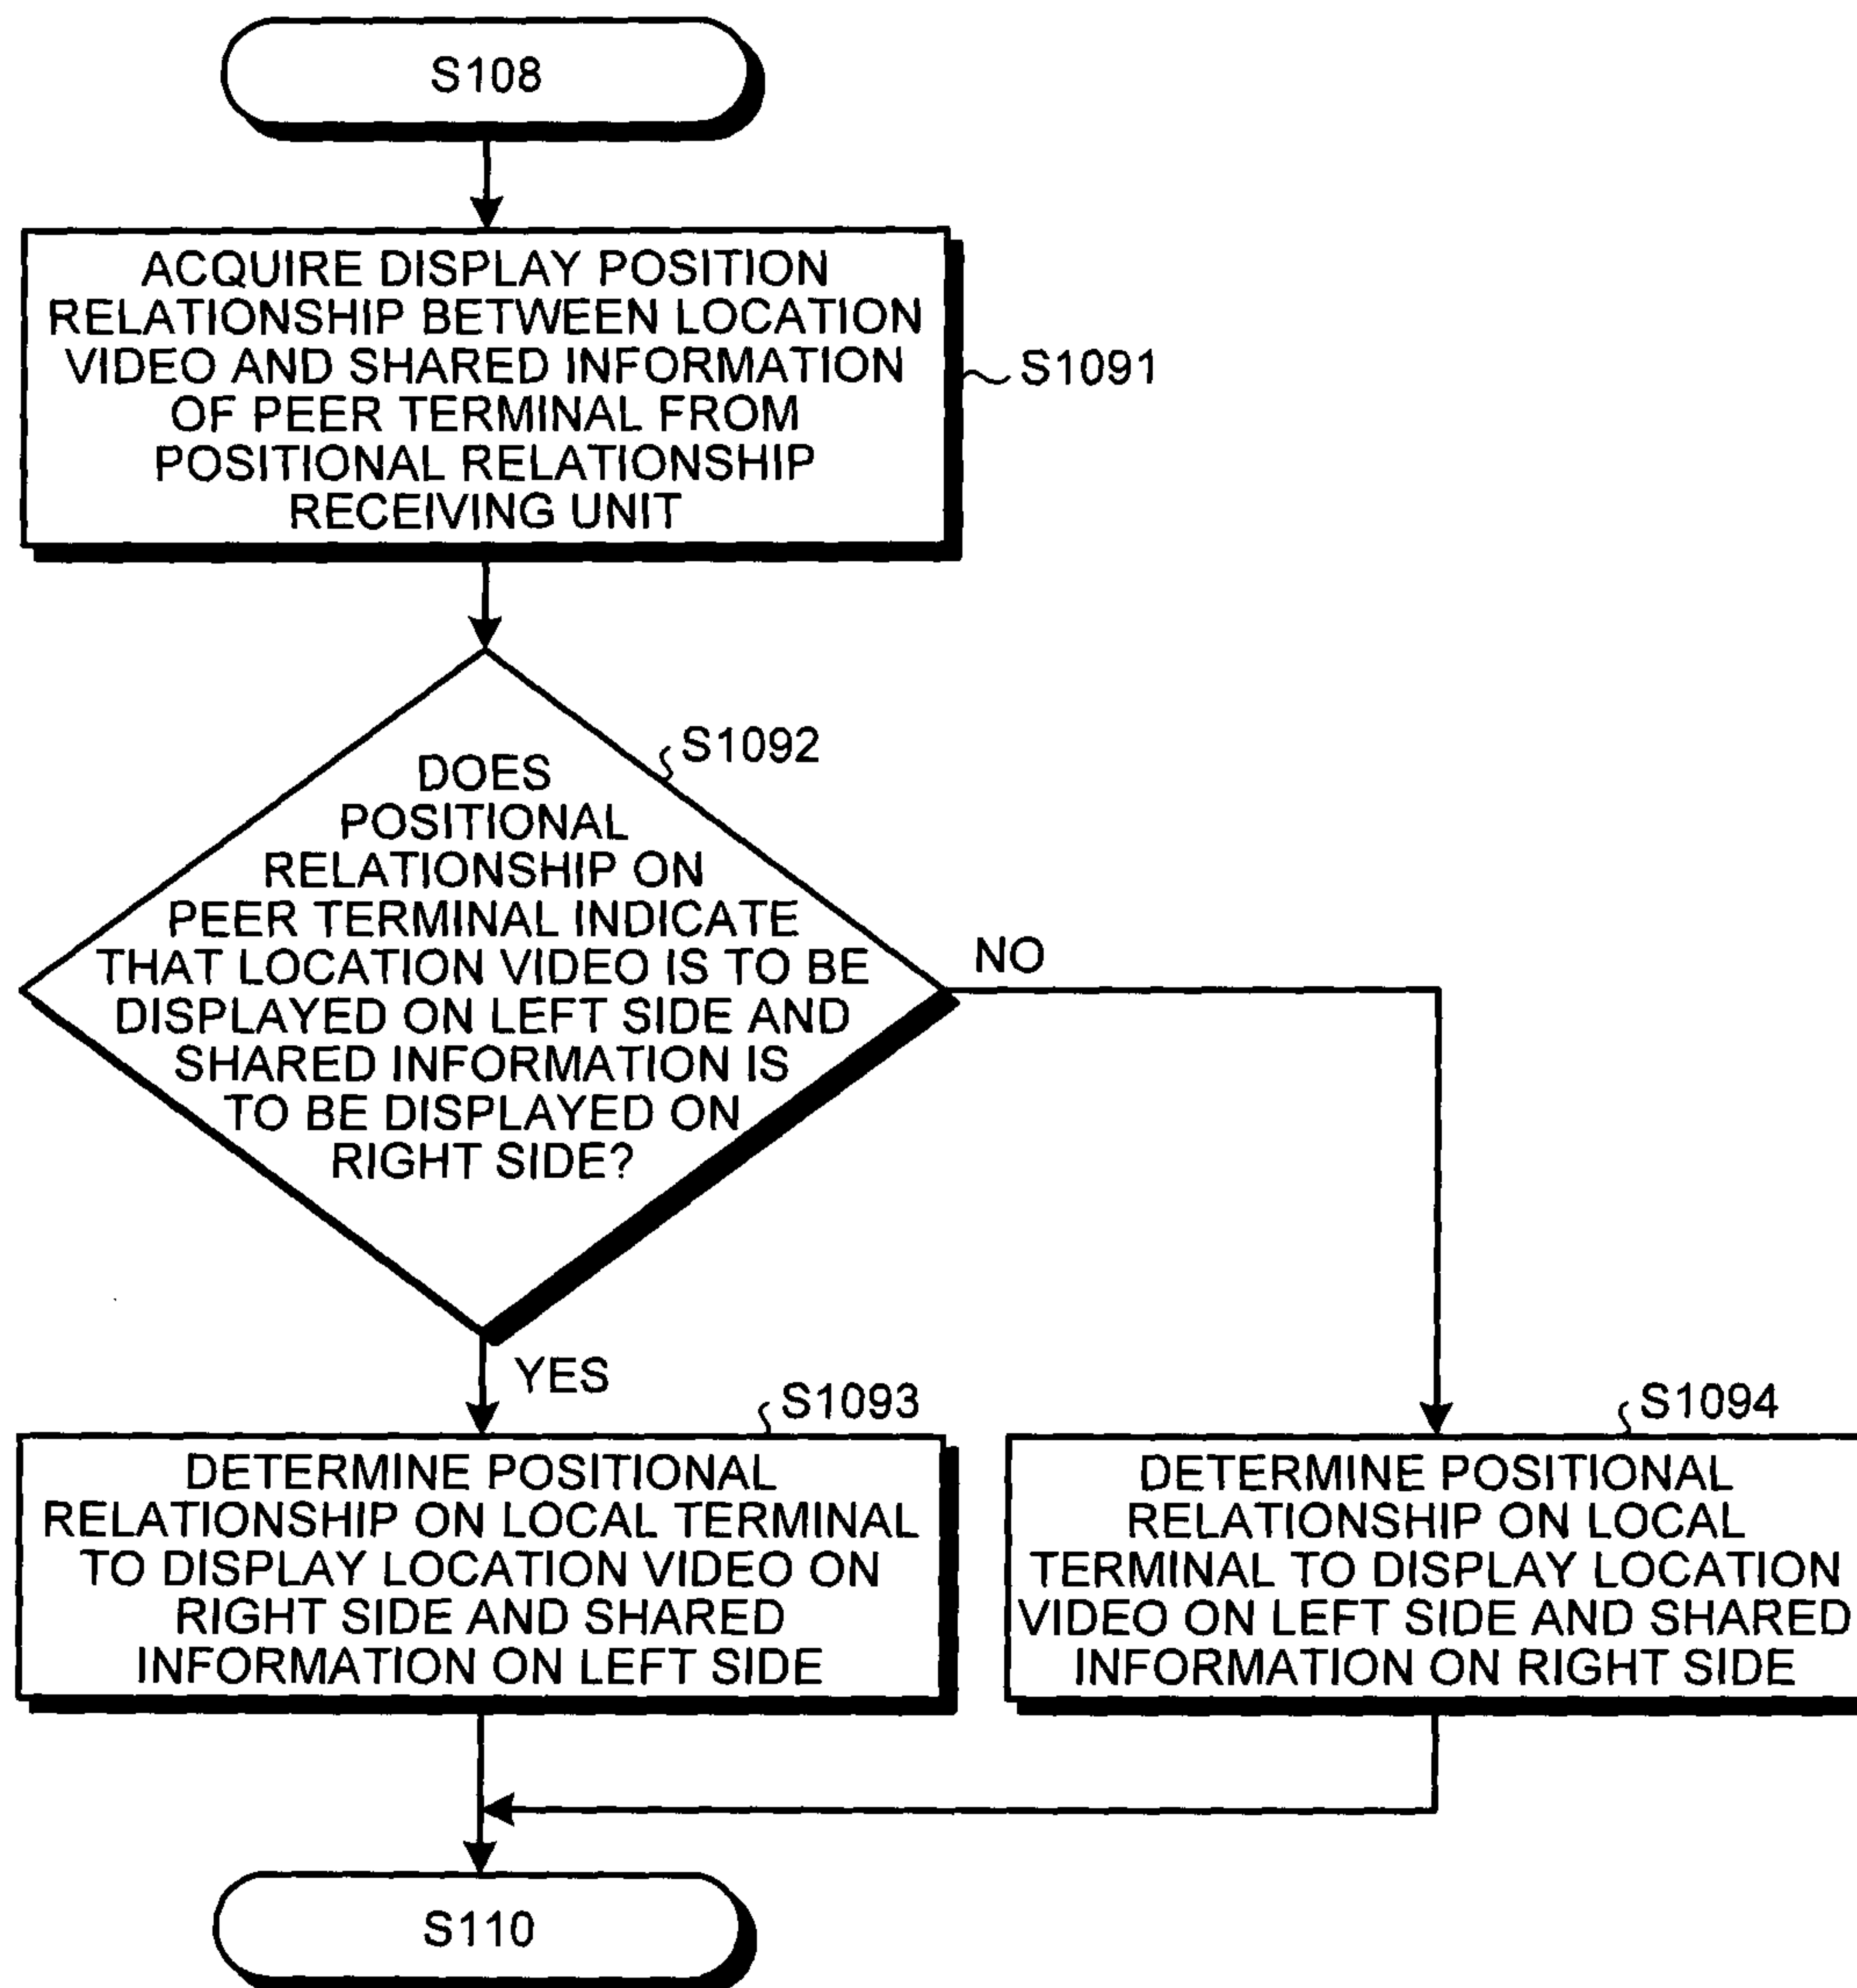 S108
ACQUIRE DISPLAY POSITION
RELATIONSHIP BETWEEN LOCATION
VIDEO AND SHARED INFORMATION
OF PEER TERMINAL FROM
POSITIONAL RELATIONSHIP
RECEIVING UNIT
S1091
S1092
DOES
POSITIONAL
RELATIONSHIP ON
PEER TERMINAL INDICATE
THAT LOCATION VIDEO IS TO BE
DISPLAYED ON LEFT SIDE AND
SHARED INFORMATION IS
TO BE DISPLAYED ON
RIGHT SIDE?
NO
YES
S1093
DETERMINE POSITIONAL
RELATIONSHIP ON LOCAL TERMINAL
TO DISPLAY LOCATION VIDEO ON
RIGHT SIDE AND SHARED
INFORMATION ON LEFT SIDE
S1094
DETERMINE POSITIONAL
RELATIONSHIP ON LOCAL
TERMINAL TO DISPLAY LOCATION
VIDEO ON LEFT SIDE AND SHARED
INFORMATION ON RIGHT SIDE
S110